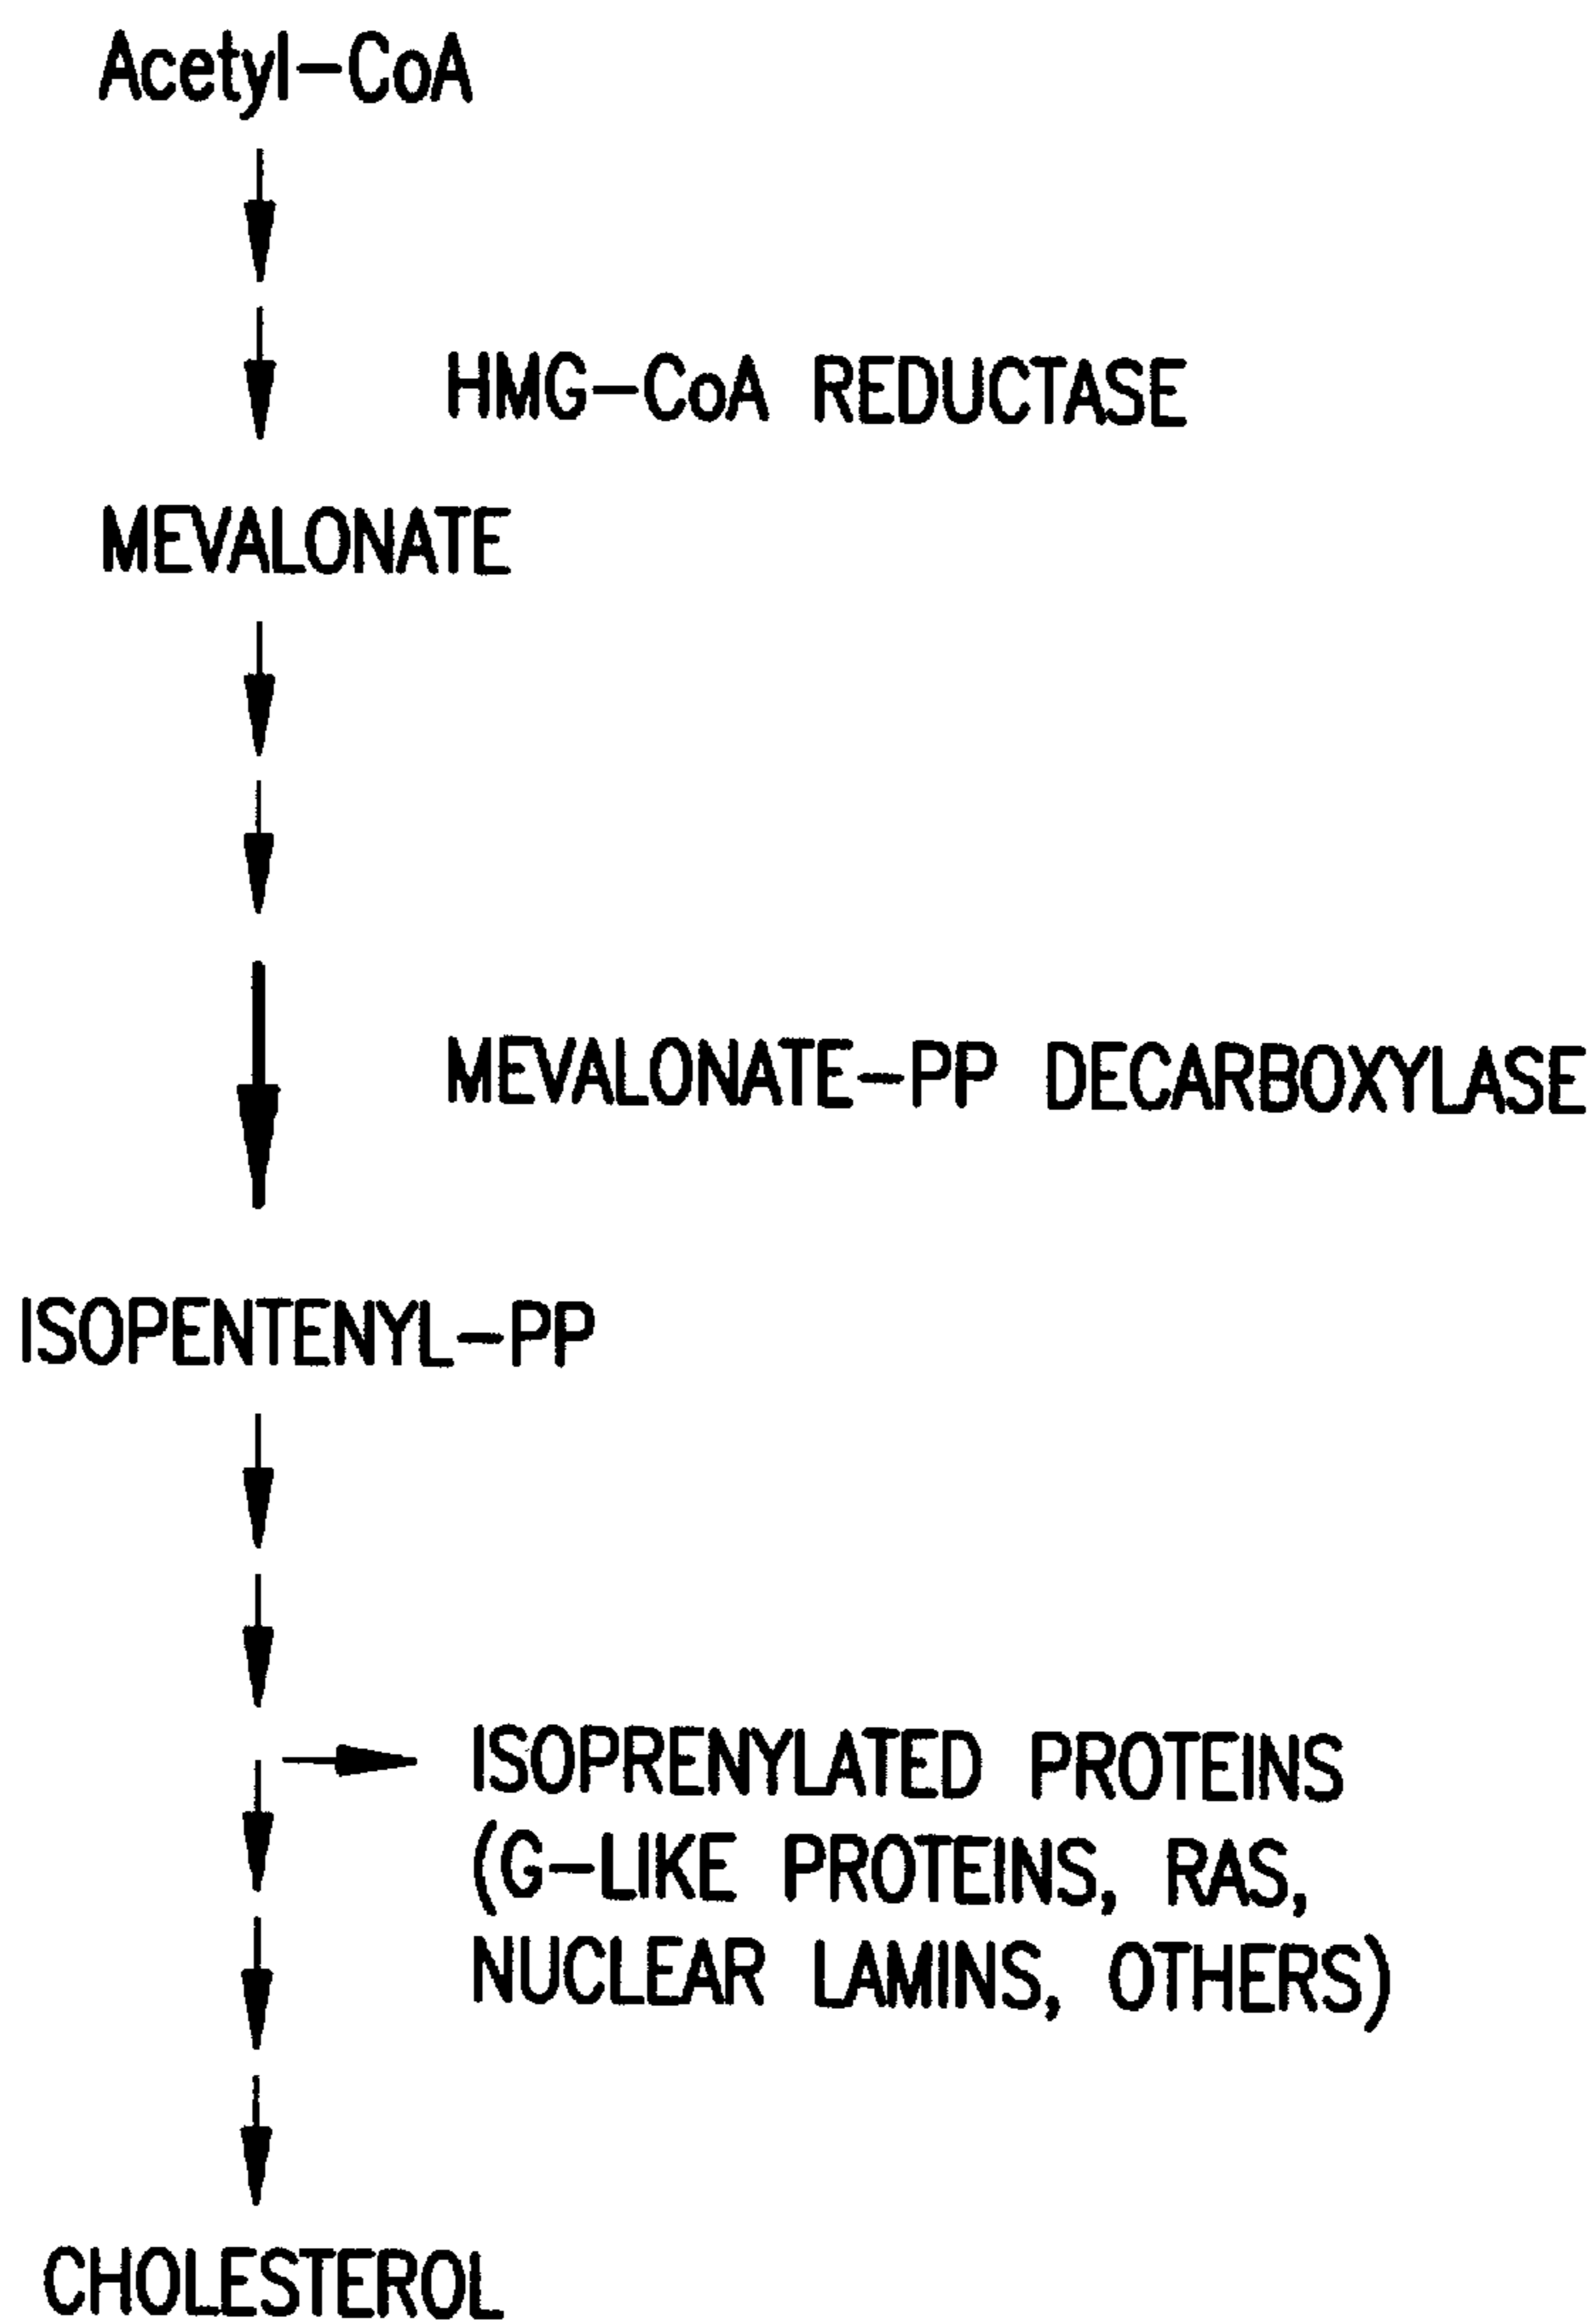 Acetyl-CoA
HMG-CoA REDUCTASE
MEVALONATE
MEVALONATE-PP DECARBOXYLASE
ISOPENTENYL-PP
ISOPRENYLATED PROTEINS
(G-LIKE PROTEINS, RAS,
NUCLEAR LAMINS, OTHERS)
CHOLESTEROL